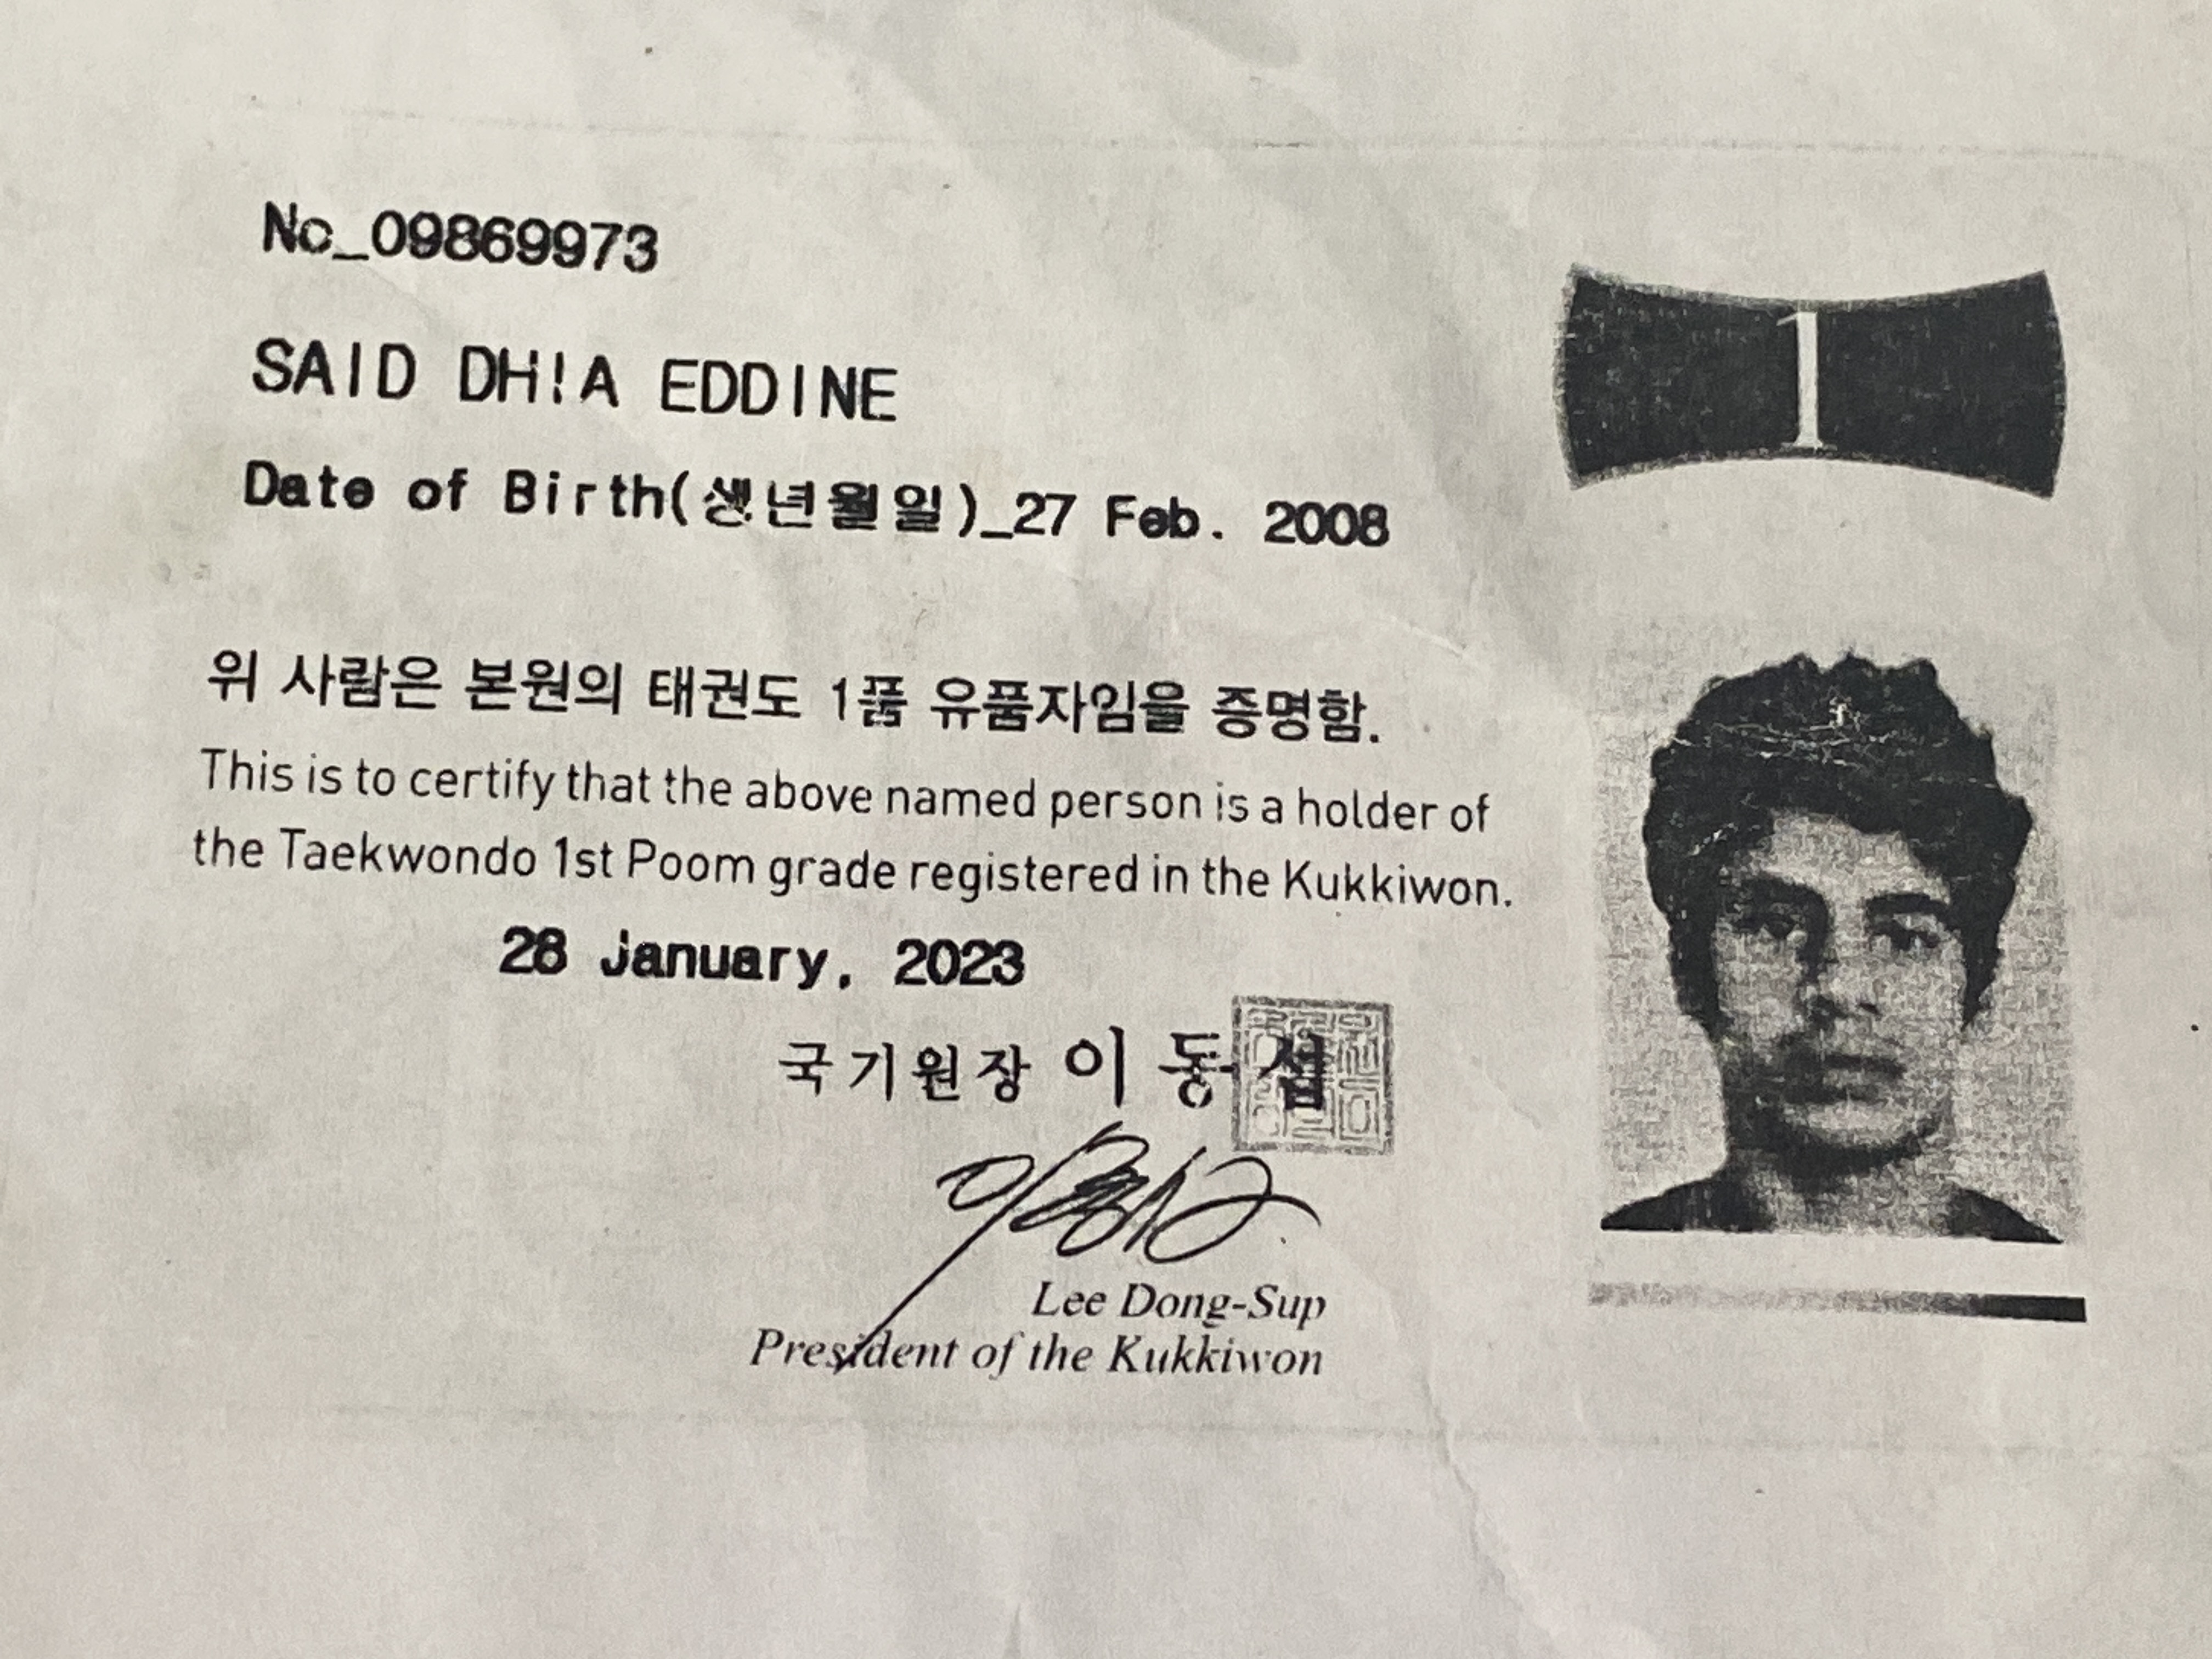 No_09869973
SAID DHIA EDDINE
Date of Birth(생년월일)_27 Feb. 2008
위 사람은 본원의 태권도 1품 유품자임을 증명함.
This is to certify that the above named person is a holder of
the Taekwondo 1st Poom grade registered in the Kukkiwon.
28 January, 2023
국기원장 이동섭
Lee Dong-Sup
President of the Kukkiwon
1